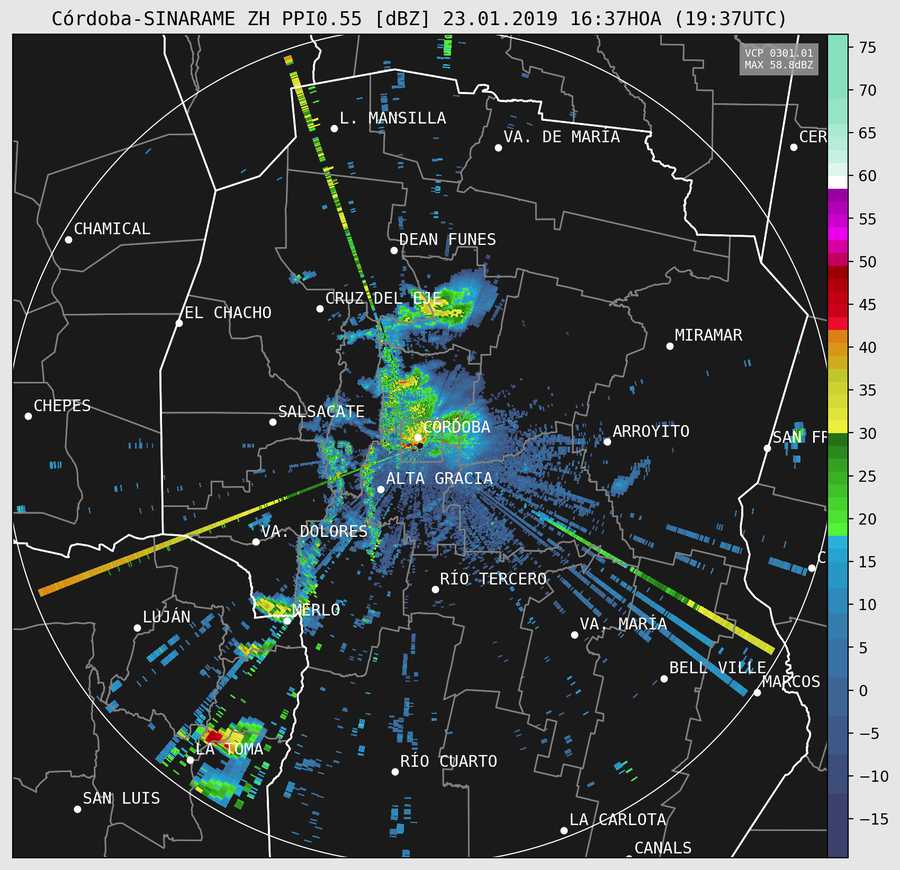 Córdoba-SINARAME ZH PPI0.55 [dBZ] 23.01.2019 16:37HOA (19:37UTC)
VCP 0301.01
MAX 58.8dBZ
L. MANSILLA
VA. DE MARÍA
CER
CHAMICAL
DEAN FUNES
CRUZ DEL EJE
EL CHACHO
MIRAMAR
CHEPES
SALSACATE
CÓRDOBA
ARROYITO
SAN FR
ALTA GRACIA
VA. DOLORES
C
RÍO TERCERO
LUJÁN
MERLO
VA. MARÍA
BELL VILLE
MARCOS
LA TOMA
RÍO CUARTO
SAN LUIS
LA CARLOTA
CANALS
75
70
65
60
55
50
45
40
35
30
25
20
15
10
5
0
−5
−10
−15